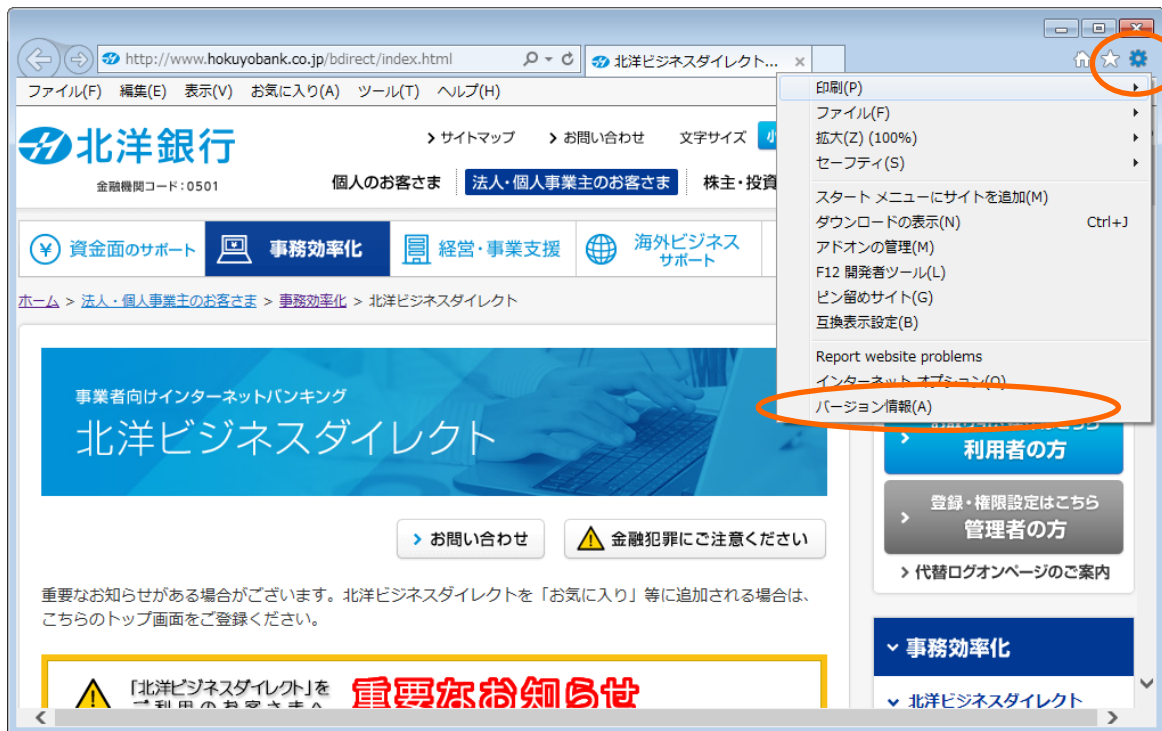 http://www.hokuyobank.co.jp/bdirect/index.html
北洋ビジネスダイレクト...
ファイル(F) 編集(E) 表示(V) お気に入り(A) ツール(T) ヘルプ(H)
印刷(P)
ファイル(F)
拡大(Z) (100%)
セーフティ(S)
スタート メニューにサイトを追加(M)
ダウンロードの表示(N) Ctrl+J
アドオンの管理(M)
F12 開発者ツール(L)
ピン留めサイト(G)
互換表示設定(B)
Report website problems
インターネット オプション(O)
バージョン情報(A)
北洋銀行
金融機関コード:0501
サイトマップ お問い合わせ 文字サイズ 小
個人のお客さま 法人・個人事業主のお客さま 株主・投資
資金面のサポート 事務効率化 経営・事業支援 海外ビジネス
サポート
ホーム > 法人・個人事業主のお客さま > 事務効率化 > 北洋ビジネスダイレクト
事業者向けインターネットバンキング
北洋ビジネスダイレクト
お問い合わせ 金融犯罪にご注意ください
重要なお知らせがある場合がございます。北洋ビジネスダイレクトを「お気に入り」等に追加される場合は、
こちらのトップ画面をご登録ください。
「北洋ビジネスダイレクト」を
ご利用のお客さまへ
重要なお知らせ
利用者の方
登録・権限設定はこちら
管理者の方
代替ログオンページのご案内
事務効率化
北洋ビジネスダイレクト